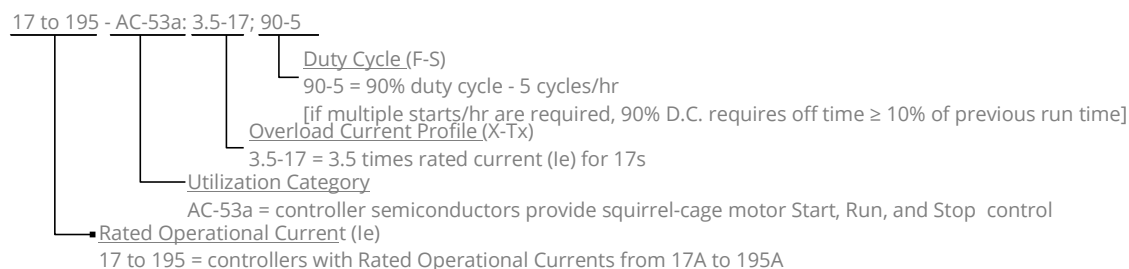 17 to 195 - AC-53a: 3.5-17; 90-5
Duty Cycle (F-S)
90-5 = 90% duty cycle - 5 cycles/hr
[if multiple starts/hr are required, 90% D.C. requires off time ≥ 10% of previous run time]
Overload Current Profile (X-Tx)
3.5-17 = 3.5 times rated current (Ie) for 17s
Utilization Category
AC-53a = controller semiconductors provide squirrel-cage motor Start, Run, and Stop control
Rated Operational Current (Ie)
17 to 195 = controllers with Rated Operational Currents from 17A to 195A